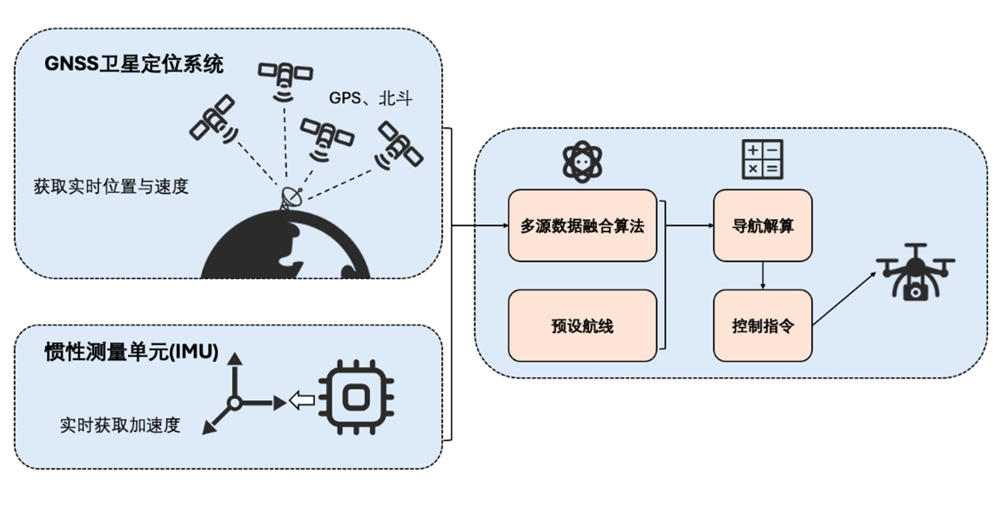 GNSS卫星定位系统
GPS、北斗
获取实时位置与速度
惯性测量单元(IMU)
实时获取加速度
多源数据融合算法
导航解算
预设航线
控制指令